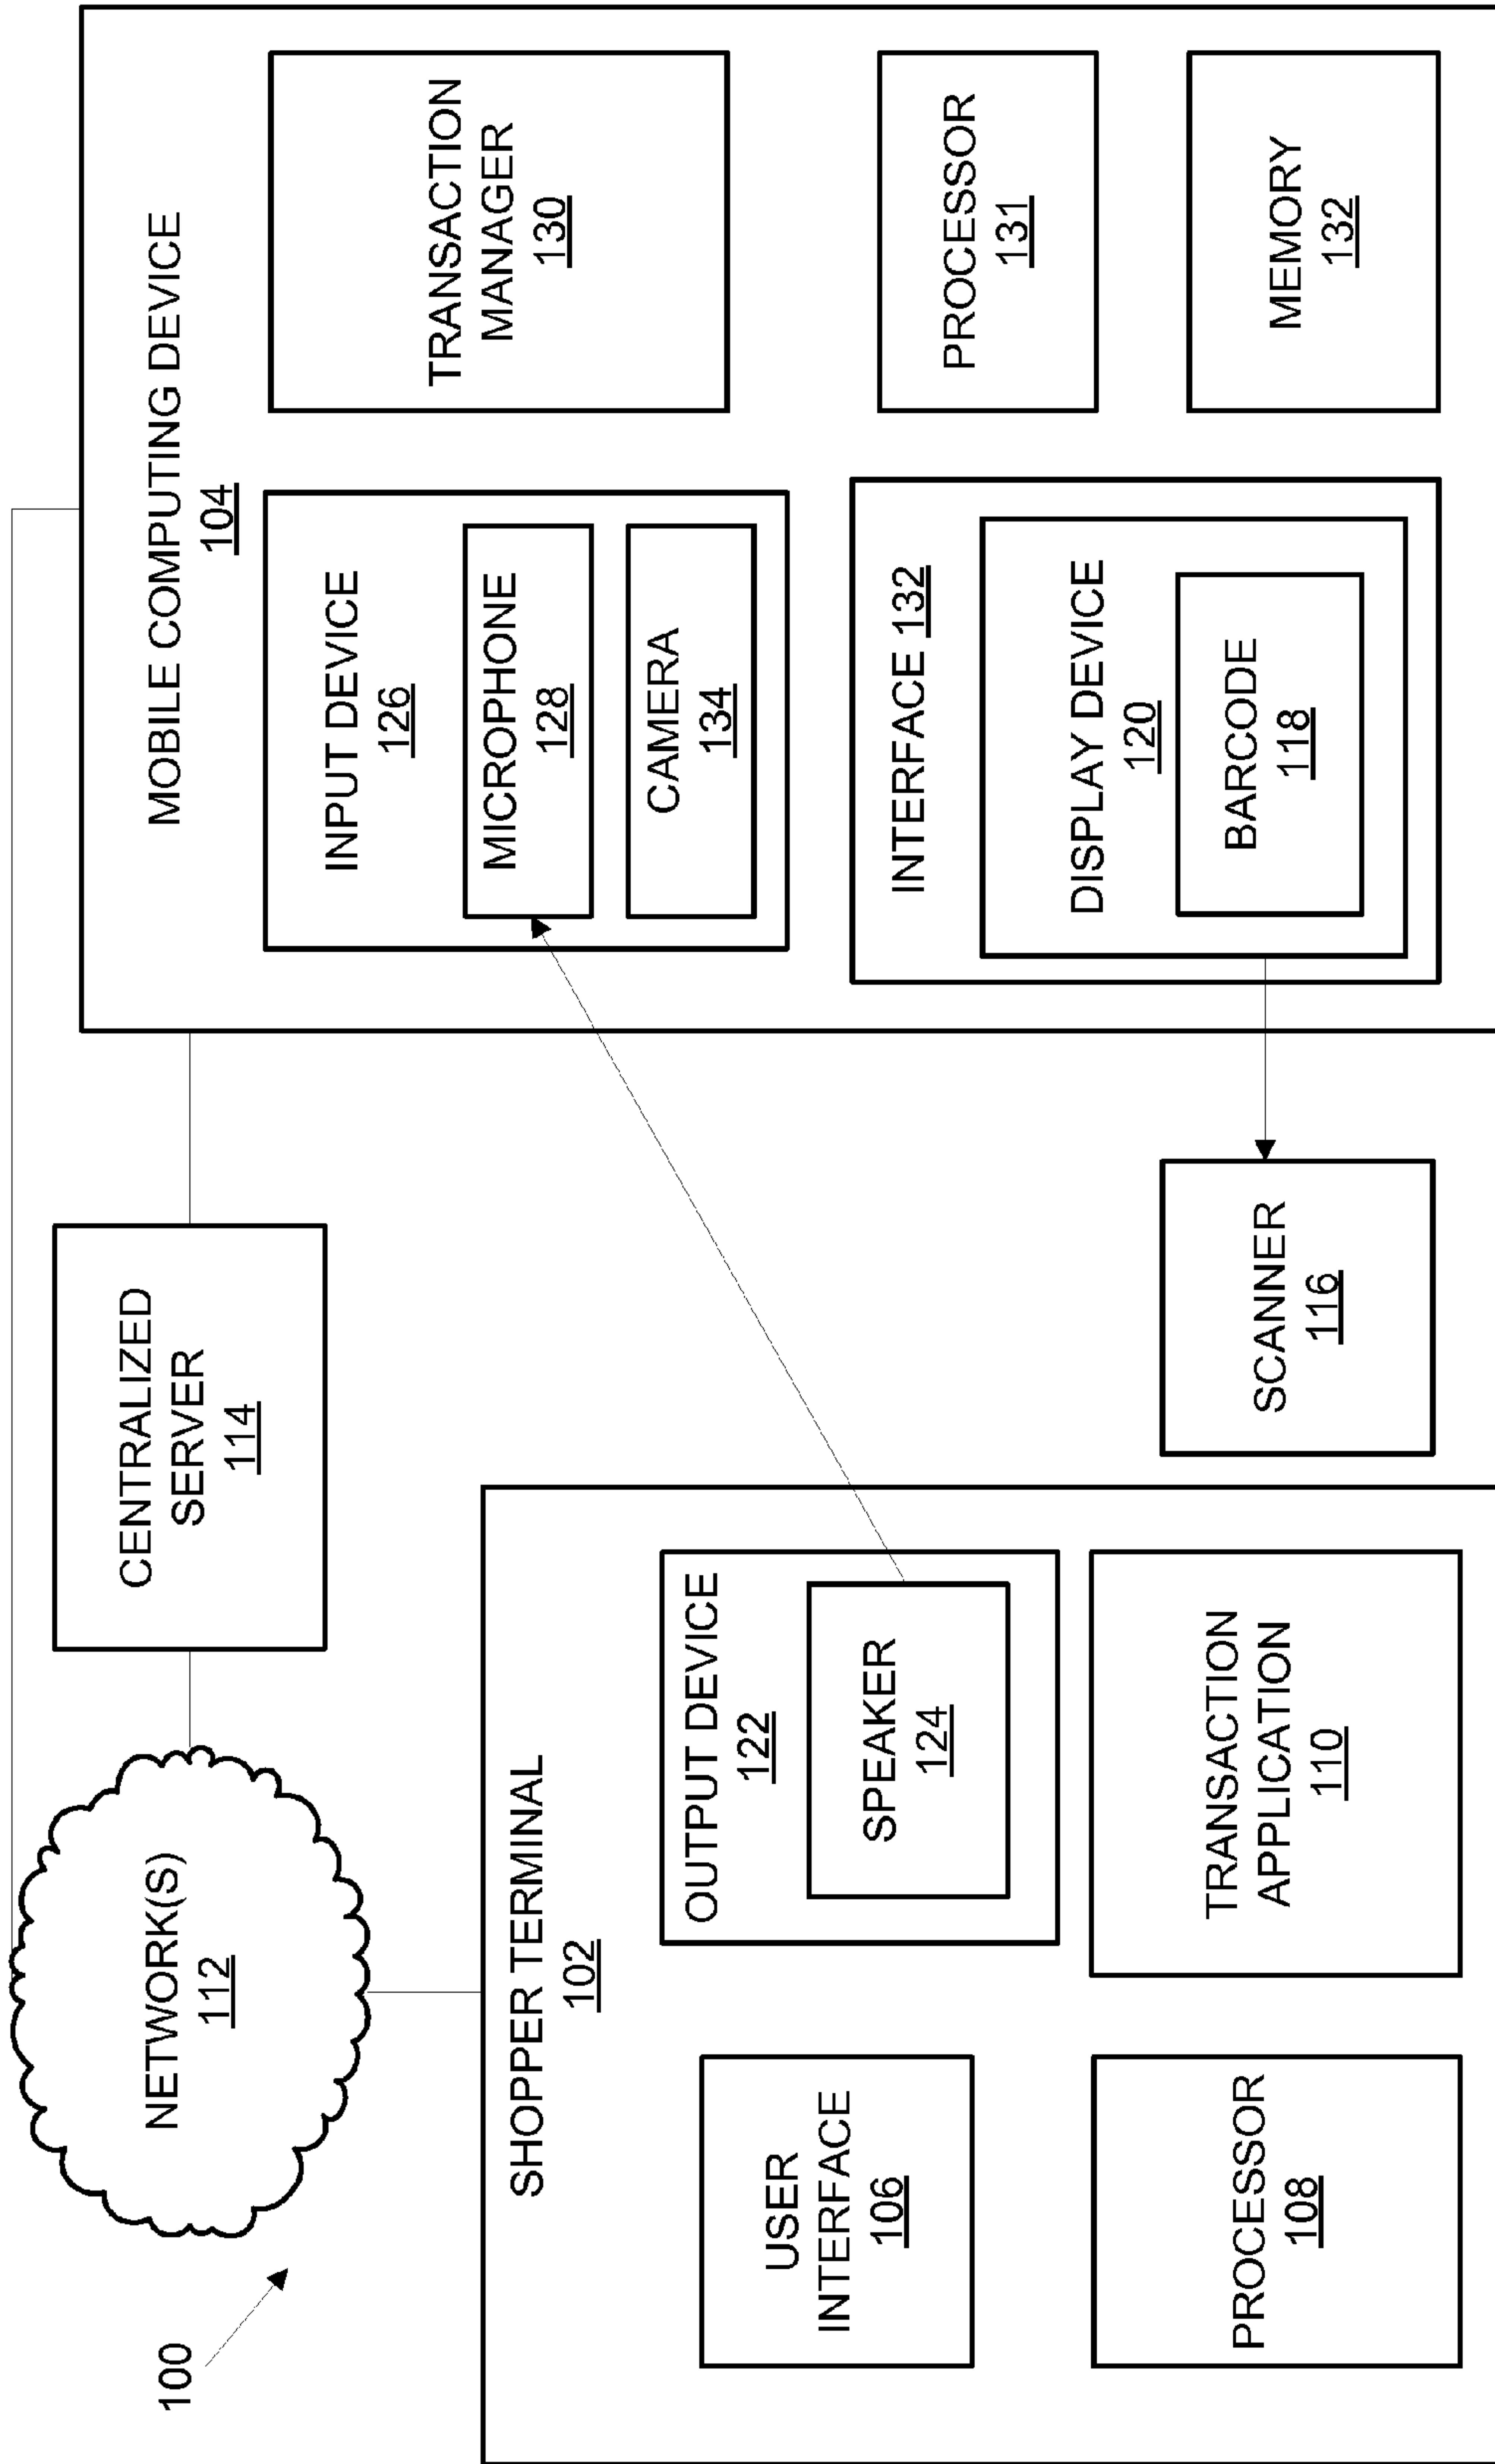 100
NETWORK(S)
112
CENTRALIZED
SERVER
114
SHOPPER TERMINAL
102
USER
INTERFACE
106
OUTPUT DEVICE
122
SPEAKER
124
PROCESSOR
108
TRANSACTION
APPLICATION
110
SCANNER
116
MOBILE COMPUTING DEVICE
104
INPUT DEVICE
126
MICROPHONE
128
CAMERA
134
TRANSACTION
MANAGER
130
INTERFACE 132
DISPLAY DEVICE
120
BARCODE
118
PROCESSOR
131
MEMORY
132